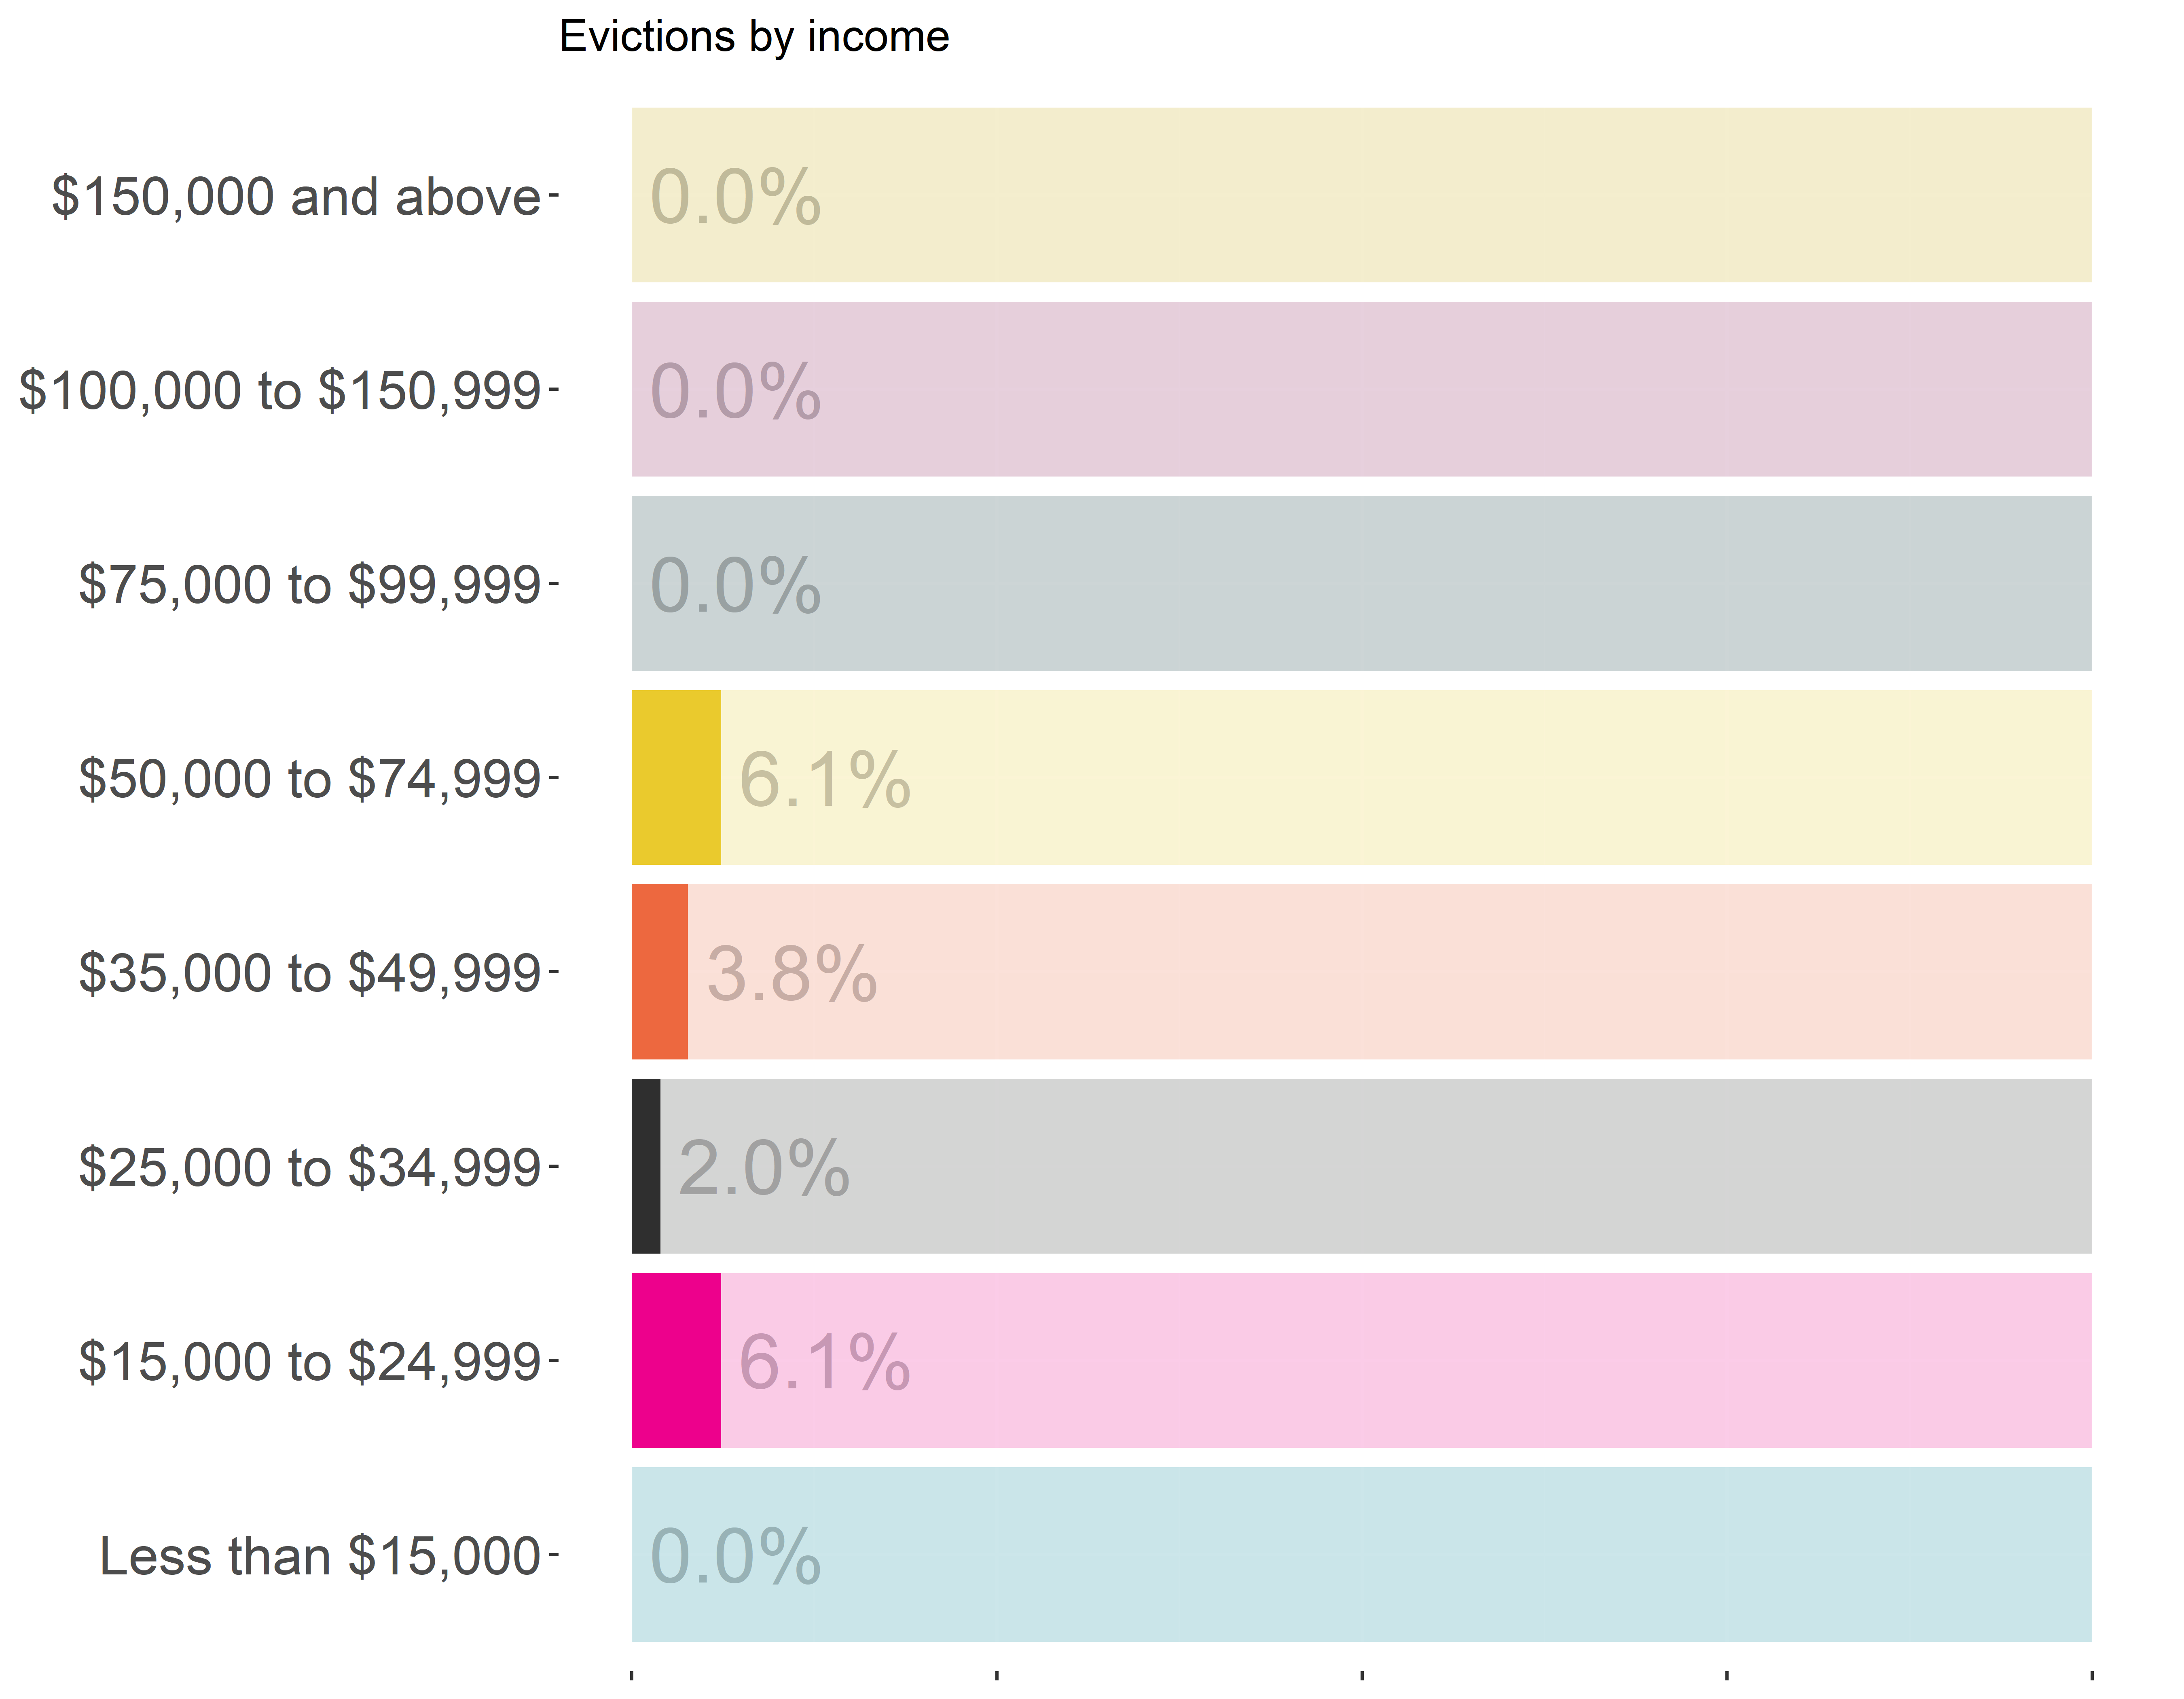 Evictions by income
$150,000 and above
0.0%
$100,000 to $150,999
0.0%
$75,000 to $99,999
0.0%
$50,000 to $74,999
6.1%
$35,000 to $49,999
3.8%
$25,000 to $34,999
2.0%
$15,000 to $24,999
6.1%
Less than $15,000
0.0%